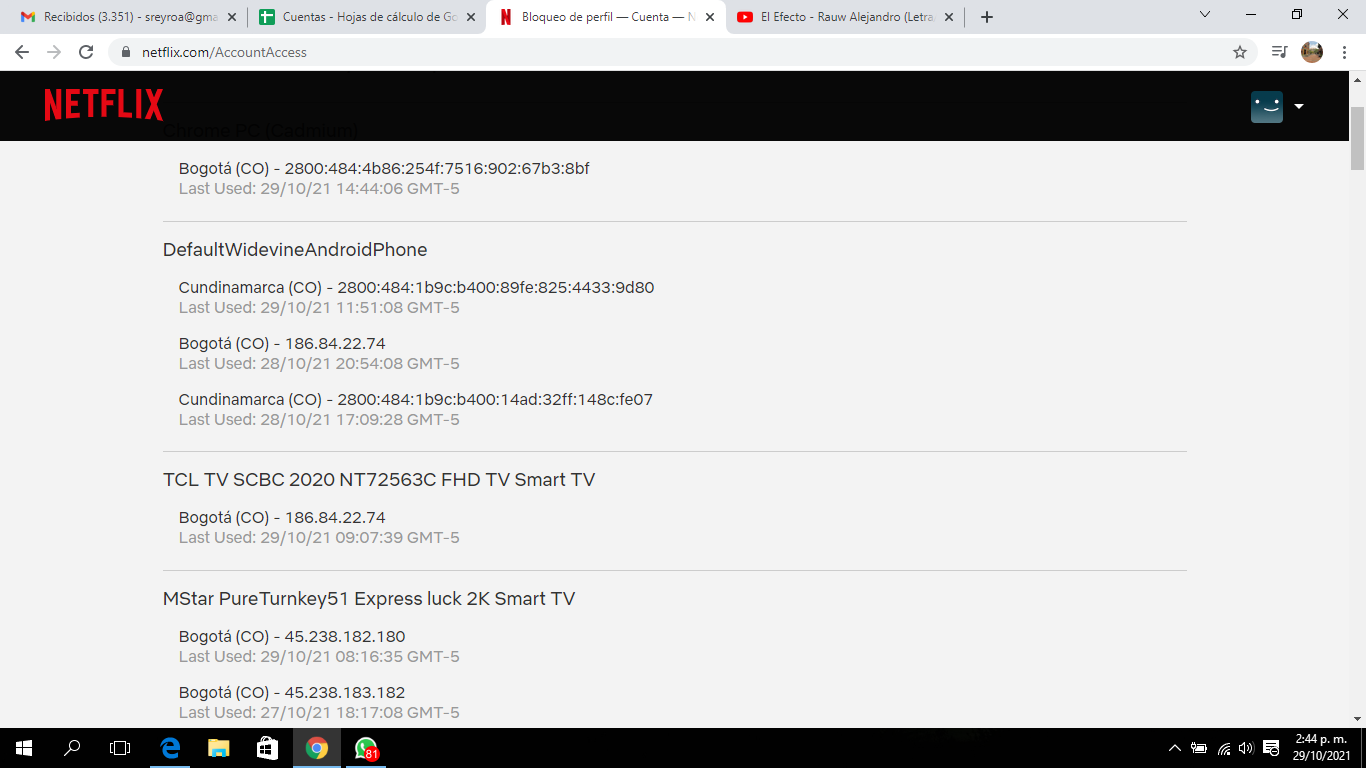 Recibidos (3.351) - sreyroa@gma
Cuentas - Hojas de cálculo de Go
Bloqueo de perfil — Cuenta — N
El Efecto - Rauw Alejandro (Letra
netflix.com/AccountAccess
NETFLIX
Chrome PC (Cadmium)
Bogotá (CO) - 2800:484:4b86:254f:7516:902:67b3:8bf
Last Used: 29/10/21 14:44:06 GMT-5
DefaultWidevineAndroidPhone
Cundinamarca (CO) - 2800:484:1b9c:b400:89fe:825:4433:9d80
Last Used: 29/10/21 11:51:08 GMT-5
Bogotá (CO) - 186.84.22.74
Last Used: 28/10/21 20:54:08 GMT-5
Cundinamarca (CO) - 2800:484:1b9c:b400:14ad:32ff:148c:fe07
Last Used: 28/10/21 17:09:28 GMT-5
TCL TV SCBC 2020 NT72563C FHD TV Smart TV
Bogotá (CO) - 186.84.22.74
Last Used: 29/10/21 09:07:39 GMT-5
MStar PureTurnkey51 Express luck 2K Smart TV
Bogotá (CO) - 45.238.182.180
Last Used: 29/10/21 08:16:35 GMT-5
Bogotá (CO) - 45.238.183.182
Last Used: 27/10/21 18:17:08 GMT-5
81
2:44 p. m.
29/10/2021